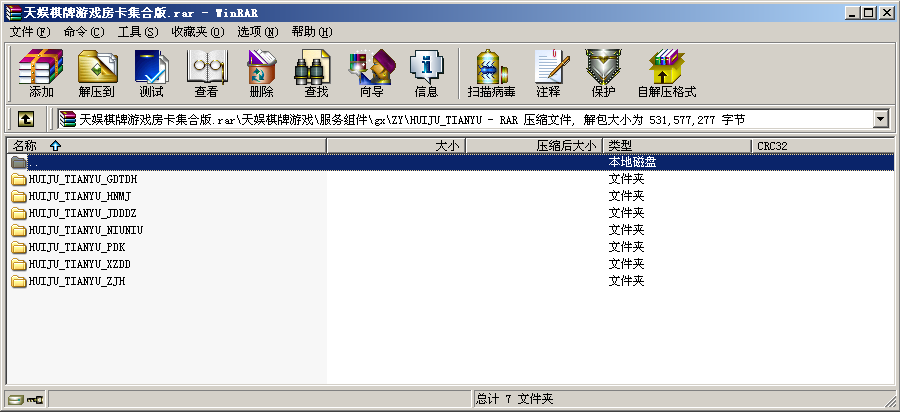 天娱棋牌游戏房卡集合版.rar - WinRAR
文件(F) 命令(C) 工具(S) 收藏夹(O) 选项(N) 帮助(H)
添加 解压到 测试 查看 删除 查找 向导 信息 扫描病毒 注释 保护 自解压格式
天娱棋牌游戏房卡集合版.rar\天娱棋牌游戏\服务组件\gx\ZY\HUIJU_TIANYU - RAR 压缩文件, 解包大小为 531,577,277 字节
名称 大小 压缩后大小 类型 CRC32
.. 本地磁盘
HUIJU_TIANYU_GDTDH 文件夹
HUIJU_TIANYU_HNMJ 文件夹
HUIJU_TIANYU_JDDDZ 文件夹
HUIJU_TIANYU_NIUNIU 文件夹
HUIJU_TIANYU_PDK 文件夹
HUIJU_TIANYU_XZDD 文件夹
HUIJU_TIANYU_ZJH 文件夹
总计 7 文件夹